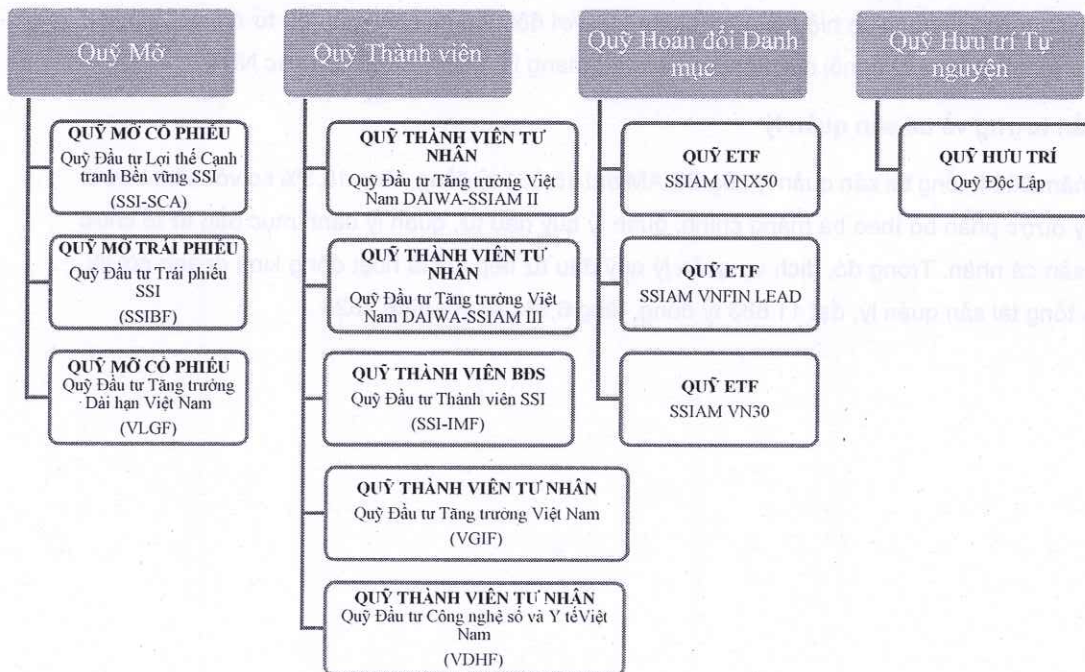 Quỹ Mở
QUỸ MỞ CỔ PHIẾU
Quỹ Đầu tư Lợi thế Cạnh
tranh Bền vững SSI
(SSI-SCA)
QUỸ MỞ TRÁI PHIẾU
Quỹ Đầu tư Trái phiếu
SSI
(SSIBF)
QUỸ MỞ CỔ PHIẾU
Quỹ Đầu tư Tăng trưởng
Dài hạn Việt Nam
(VLGF)
Quỹ Thành viên
QUỸ THÀNH VIÊN TƯ
NHÂN
Quỹ Đầu tư Tăng trưởng Việt
Nam DAIWA-SSIAM II
QUỸ THÀNH VIÊN TƯ
NHÂN
Quỹ Đầu tư Tăng trưởng Việt
Nam DAIWA-SSIAM III
QUỸ THÀNH VIÊN BĐS
Quỹ Đầu tư Thành viên SSI
(SSI-IMF)
QUỸ THÀNH VIÊN TƯ NHÂN
Quỹ Đầu tư Tăng trưởng Việt Nam
(VGIF)
QUỸ THÀNH VIÊN TƯ NHÂN
Quỹ Đầu tư Công nghệ số và Y tếViệt
Nam
(VDHF)
Quỹ Hoán đổi Danh
mục
QUỸ ETF
SSIAM VNX50
QUỸ ETF
SSIAM VNFIN LEAD
QUỸ ETF
SSIAM VN30
Quỹ Hưu trí Tự
nguyện
QUỸ HƯU TRÍ
Quỹ Độc Lập